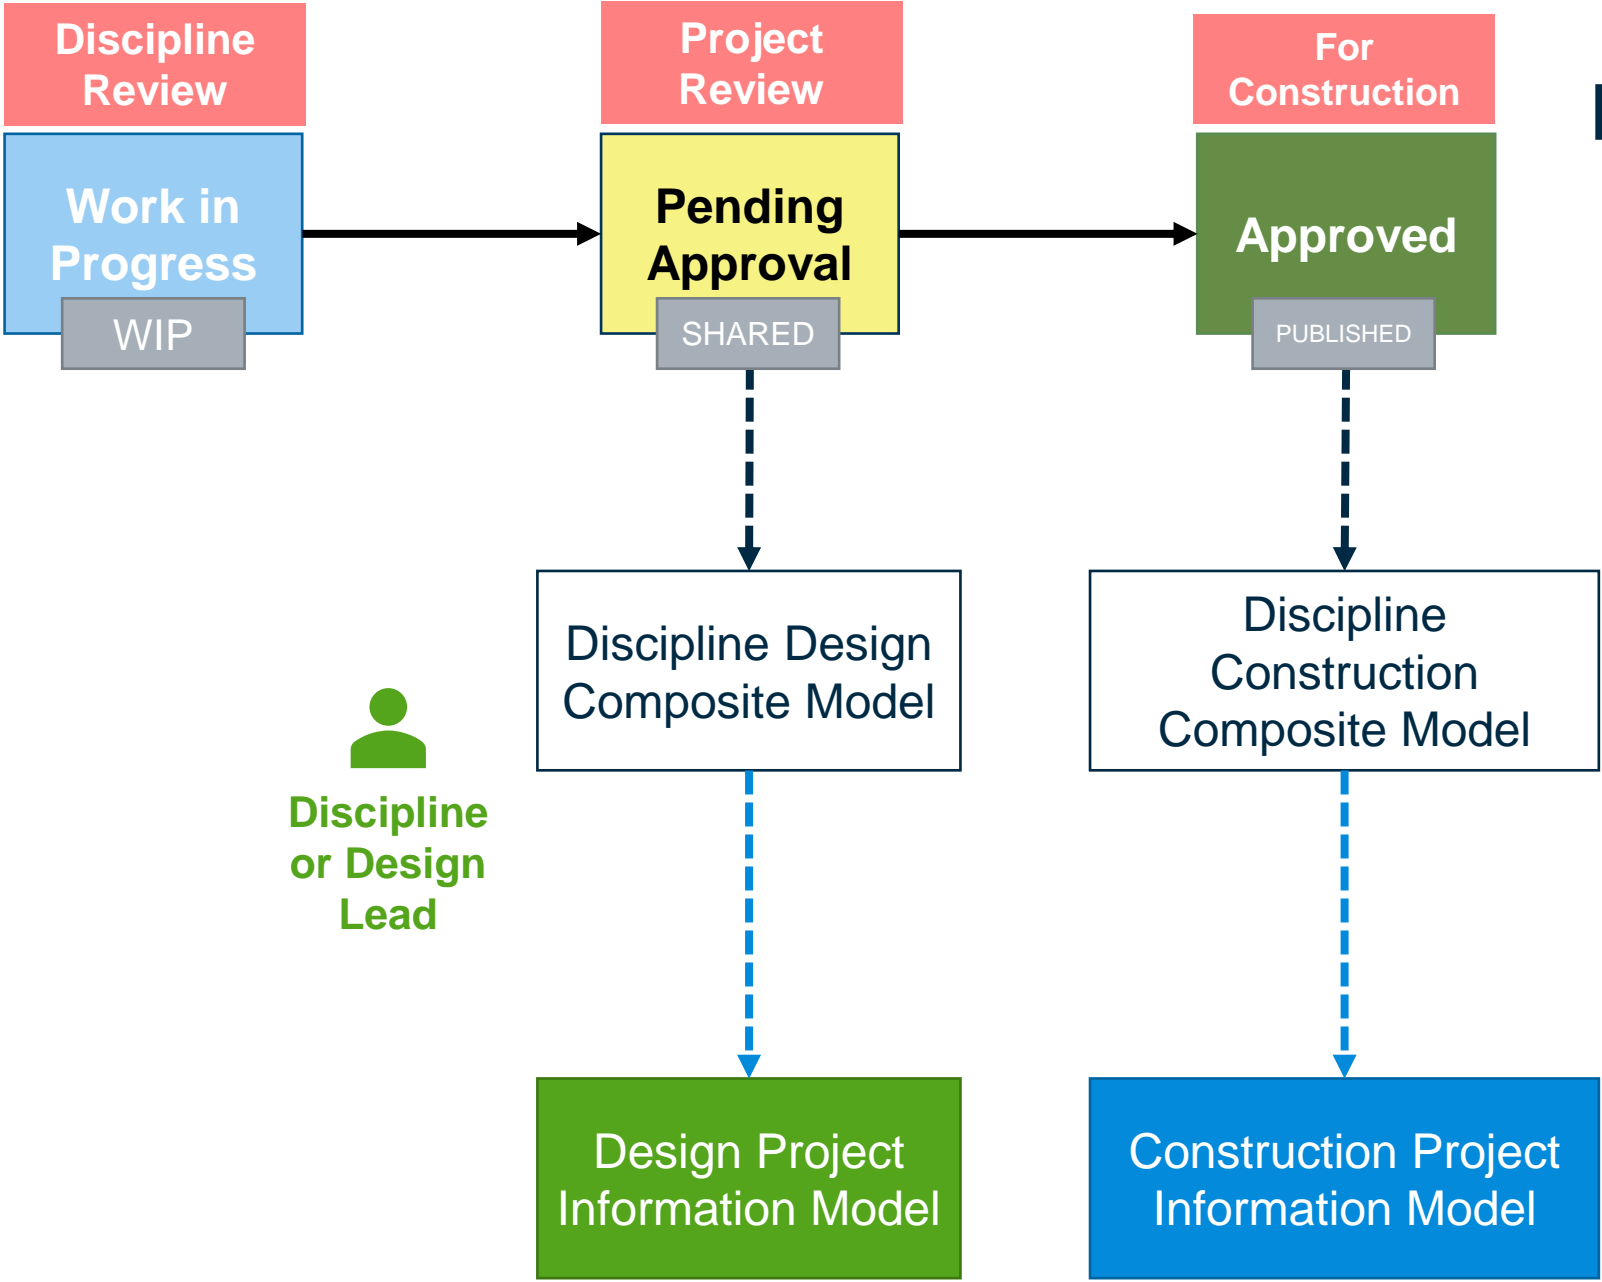 Discipline
Review
Project
Review
For
Construction
Work in
Progress
WIP
Pending
Approval
SHARED
Approved
PUBLISHED
Discipline Design
Composite Model
Discipline
Construction
Composite Model
Discipline
or Design
Lead
Design Project
Information Model
Construction Project
Information Model